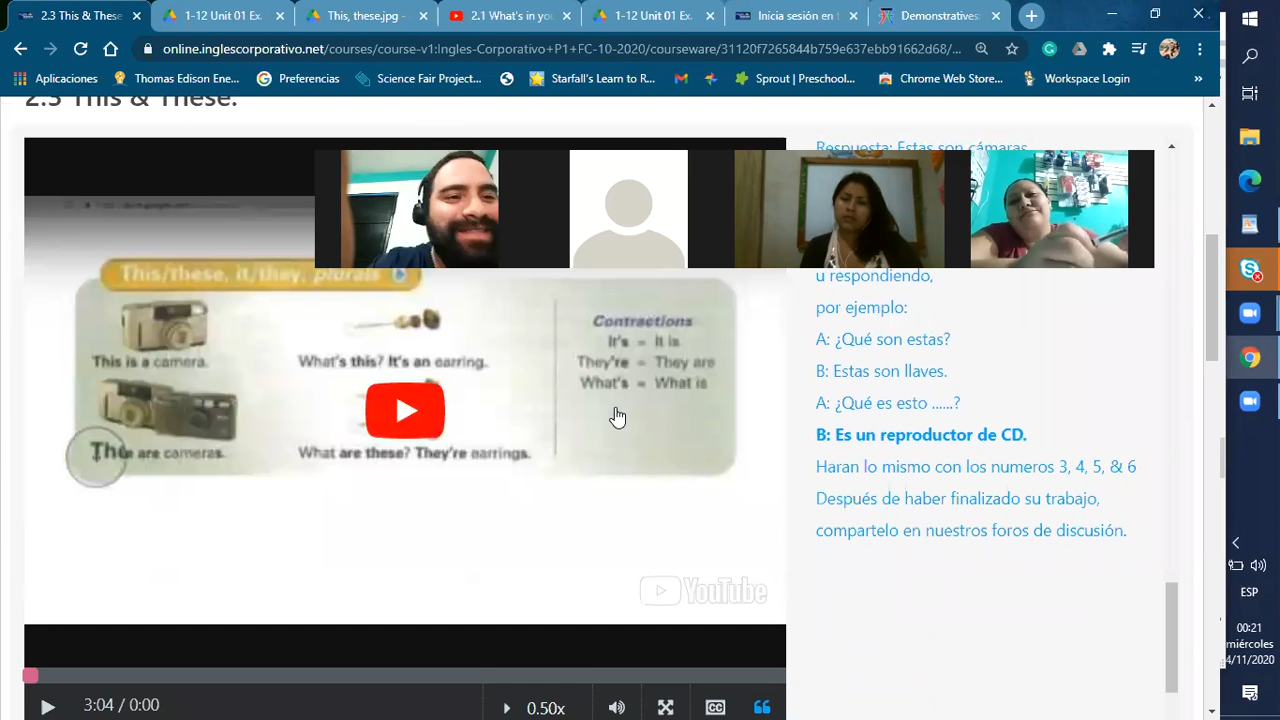 2.3 This & These:
1-12 Unit 01 Ex.
This, these.jpg -
2.1 What's in yo
1-12 Unit 01 Ex.
Inicia sesión en
Demonstratives:
online.inglescorporativo.net/courses/course-v1:Ingles-Corporativo+P1+FC-10-2020/courseware/31120f7265844b759e637ebb91662d68/...
Aplicaciones
Thomas Edison Ene...
Preferencias
Science Fair Project...
Starfall's Learn to R...
Sprout | Preschool...
Chrome Web Store...
Workspace Login
»
2.3 This & These.
Respuesta: Estas son cámaras
This/these, it/they, plurals
This is a camera.
What's this? It's an earring.
Contractions
It's = It is
They're = They are
What's = What is
The are cameras.
What are these? They're earrings.
YouTube
u respondiendo,
por ejemplo:
A: ¿Qué son estas?
B: Estas son llaves.
A: ¿Qué es esto ......?
B: Es un reproductor de CD.
Haran lo mismo con los numeros 3, 4, 5, & 6
Después de haber finalizado su trabajo,
compartelo en nuestros foros de discusión.
3:04 / 0:00
0.50x
CC
ESP
00:21
miércoles
4/11/2020